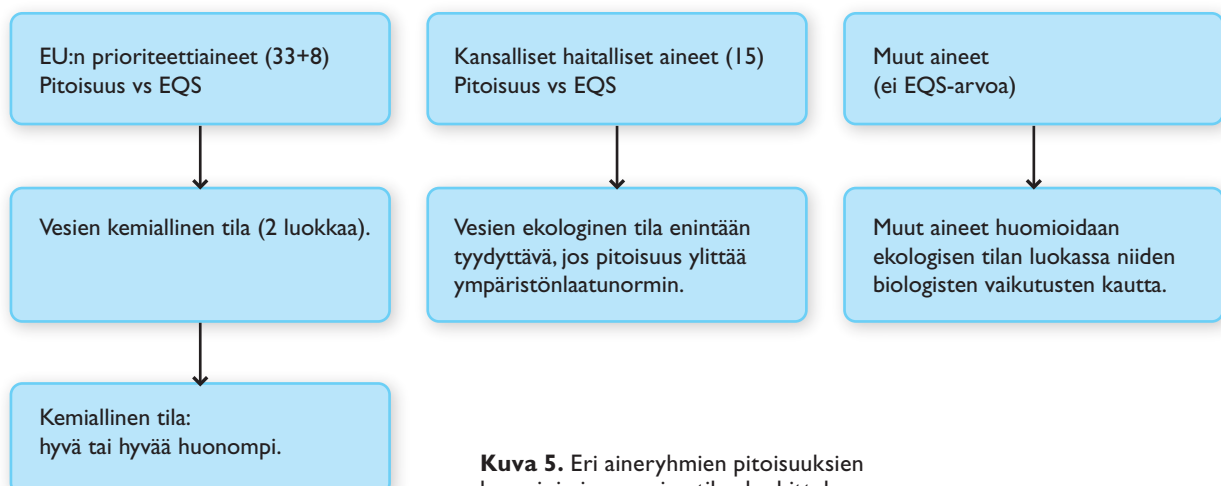 EU:n prioriteettiaineet (33+8)
Pitoisuus vs EQS
Kansalliset haitalliset aineet (15)
Pitoisuus vs EQS
Muut aineet
(ei EQS-arvoa)
Vesien kemiallinen tila (2 luokkaa).
Vesien ekologinen tila enintään
tyydyttävä, jos pitoisuus ylittää
ympäristönlaatunormin.
Muut aineet huomioidaan
ekologisen tilan luokassa niiden
biologisten vaikutusten kautta.
Kemiallinen tila:
hyvä tai hyvää huonompi.
Kuva 5. Eri aineryhmien pitoisuuksien